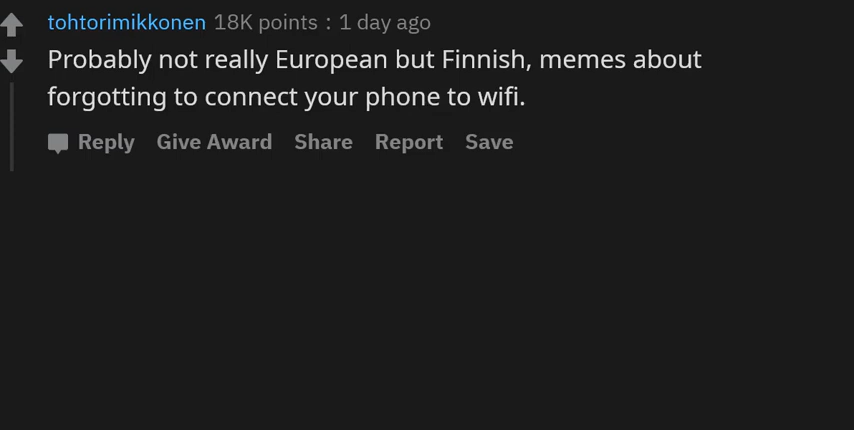 tohtorimikkonen 18K points : 1 day ago
Probably not really European but Finnish, memes about
forgotting to connect your phone to wifi.
Reply Give Award Share Report Save